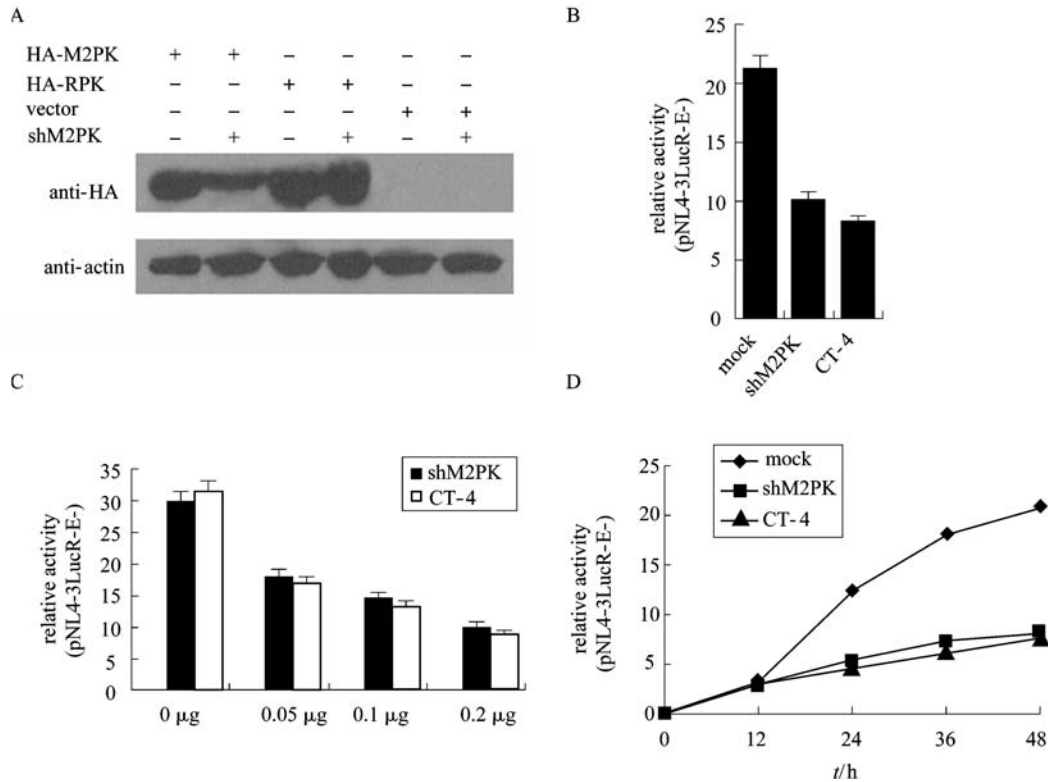 A
HA-M2PK + + – – – –
HA-RPK – – + + – –
vector – – – – + +
shM2PK – + – + – +
anti-HA
anti-actin
B
relative activity
(pNL4-3LucR-E-)
25
20
15
10
5
0
mock
shM2PK
CT-4
C
relative activity
(pNL4-3LucR-E-)
35
30
25
20
15
10
5
0
shM2PK
CT-4
0 μg
0.05 μg
0.1 μg
0.2 μg
D
relative activity
(pNL4-3LucR-E-)
25
20
15
10
5
0
mock
shM2PK
CT-4
0 12 24 36 48
t/h